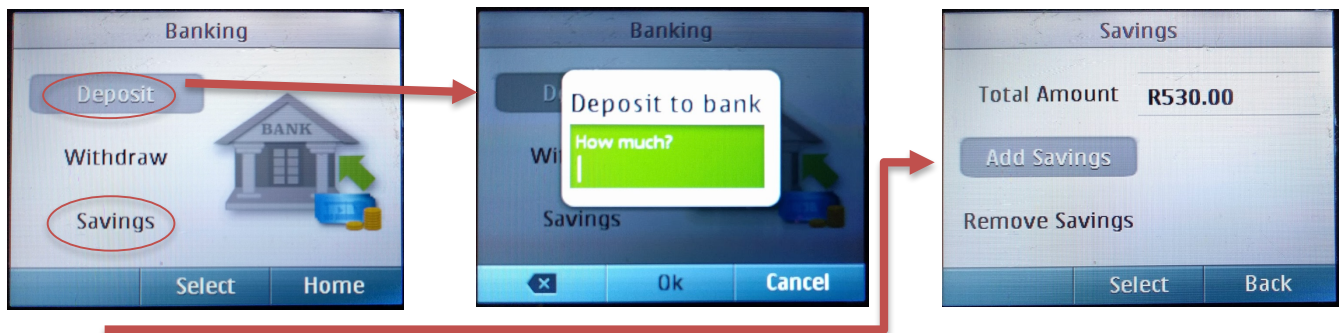 Banking
Deposit
BANK
Withdraw
Savings
Select Home
Banking
Deposit to bank
How much?
Savings
Ok Cancel
Savings
Total Amount R530.00
Add Savings
Remove Savings
Select Back